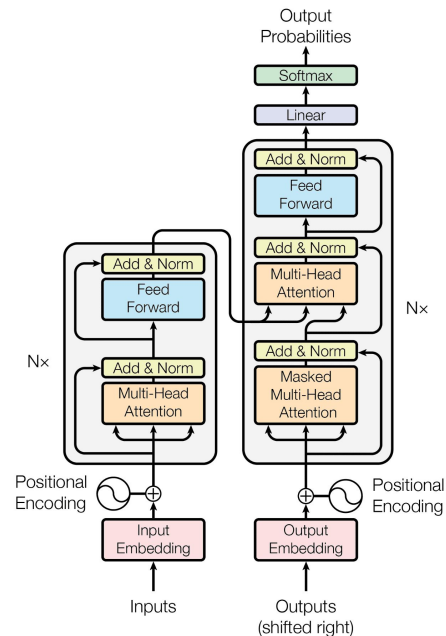 Output
Probabilities
Softmax
Linear
Add & Norm
Feed
Forward
Add & Norm
Multi-Head
Attention
Add & Norm
Masked
Multi-Head
Attention
N×
Positional
Encoding
Output
Embedding
Outputs
(shifted right)
Add & Norm
Feed
Forward
Add & Norm
Multi-Head
Attention
N×
Positional
Encoding
Input
Embedding
Inputs